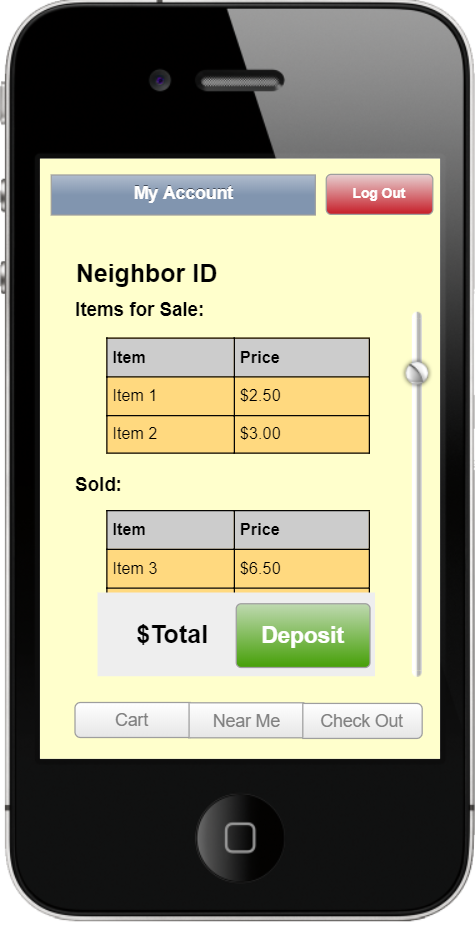 My Account Log Out
Neighbor ID
Items for Sale:
Item Price
Item 1 $2.50
Item 2 $3.00
Sold:
Item Price
Item 3 $6.50
$Total Deposit
Cart Near Me Check Out